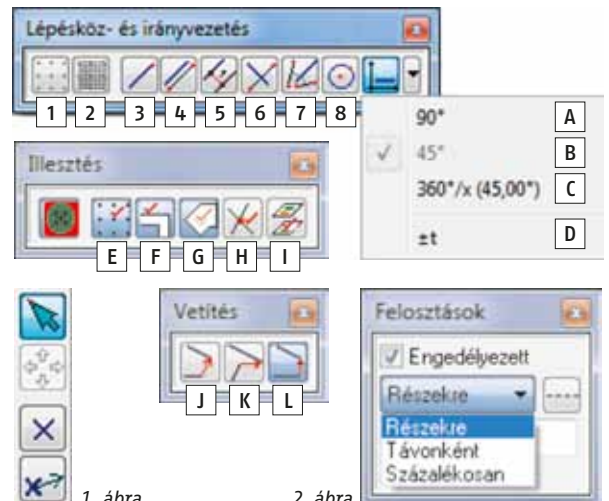 Lépésköz- és irányvezetés
1 2 3 4 5 6 7 8
90° A
45° B
360°/x (45,00°) C
±t D
Illesztés
E F G H I
Vetítés
J K L
Felosztások
Engedélyezett
Részekre
Részekre
Távonként
Százalékosan
1. ábra
2. ábra